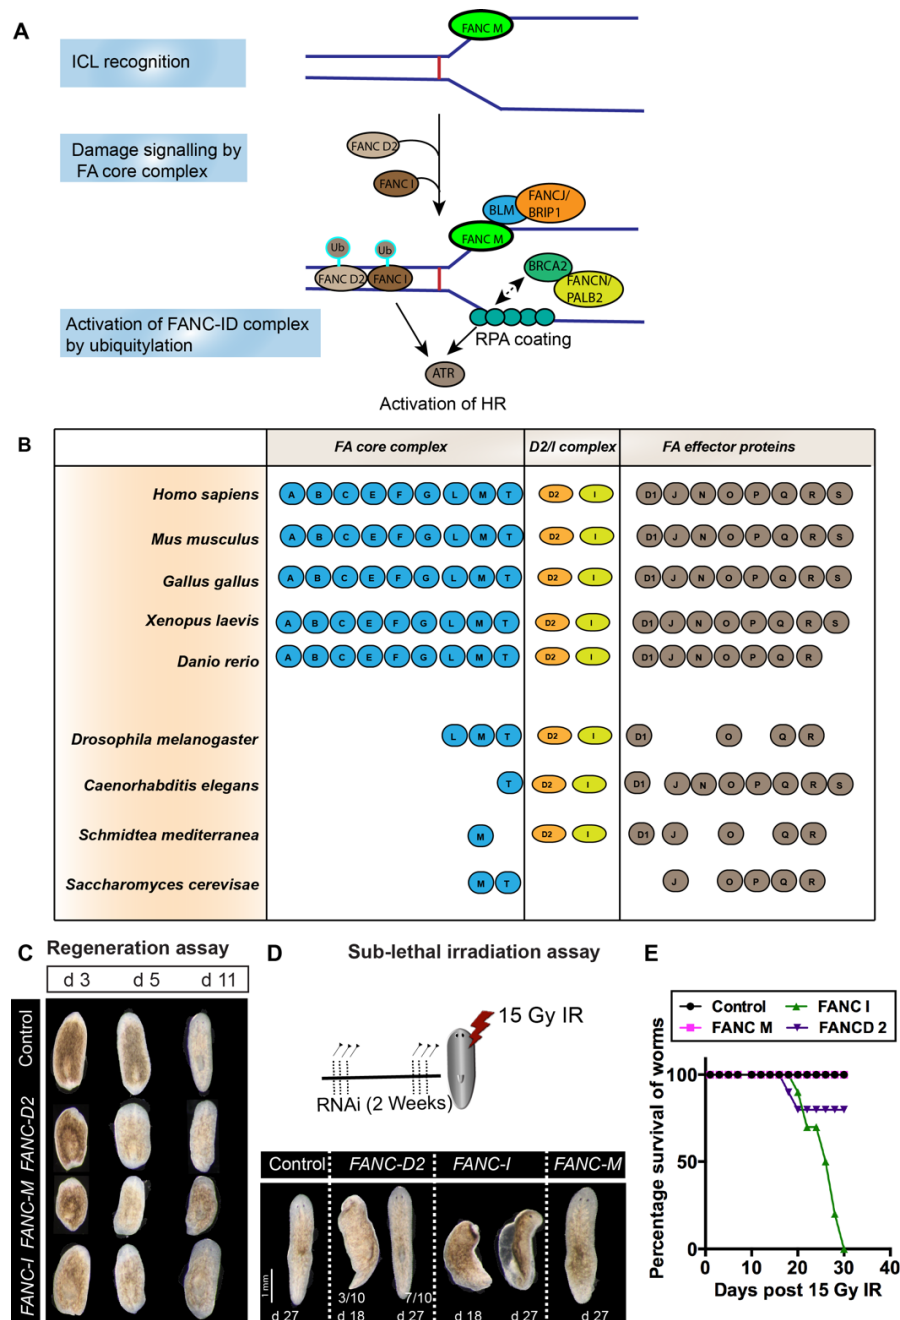 A
ICL recognition
FANC M
Damage signalling by
FA core complex
FANC D2
FANC I
BLM
FANCJ/
BRIP1
FANC M
Ub
Ub
FANC D2
FANC I
BRCA2
FANCN/
PALB2
Activation of FANC-ID complex
by ubiquitylation
RPA coating
ATR
Activation of HR
B
FA core complex D2/I complex FA effector proteins
Homo sapiens A B C E F G L M T D2 I D1 J N O P Q R S
Mus musculus A B C E F G L M T D2 I D1 J N O P Q R S
Gallus gallus A B C E F G L M T D2 I D1 J N O P Q R S
Xenopus laevis A B C E F G L M T D2 I D1 J N O P Q R S
Danio rerio A B C E F G L M T D2 I D1 J N O P Q R
Drosophila melanogaster L M T D2 I D1 O Q R
Caenorhabditis elegans T D2 I D1 J N O P Q R S
Schmidtea mediterranea M D2 I D1 J O Q R
Saccharomyces cerevisae M T J O P Q R
C Regeneration assay
d 3 d 5 d 11
Control
FANC-D2
FANC-M
FANC-I
D Sub-lethal irradiation assay
15 Gy IR
RNAi (2 Weeks)
Control FANC-D2 FANC-I FANC-M
1 mm
3/10 7/10
d 27 d 18 d 27 d 18 d 27 d 27
E
Control FANC I
FANC M FANCD 2
Percentage survival of worms
100
50
0
0 10 20 30 40
Days post 15 Gy IR